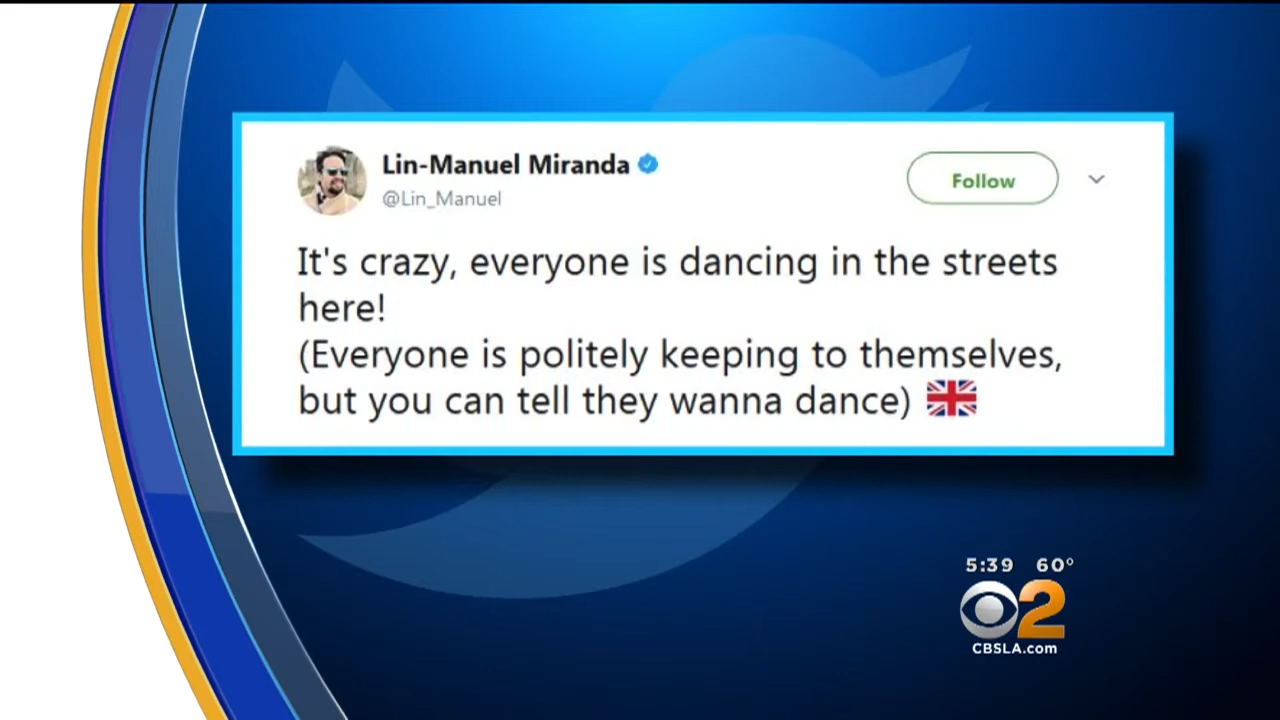 Lin-Manuel Miranda
@Lin_Manuel
Follow
It's crazy, everyone is dancing in the streets
here!
(Everyone is politely keeping to themselves,
but you can tell they wanna dance) 🇬🇧
5:39 60°
2
CBSLA.com